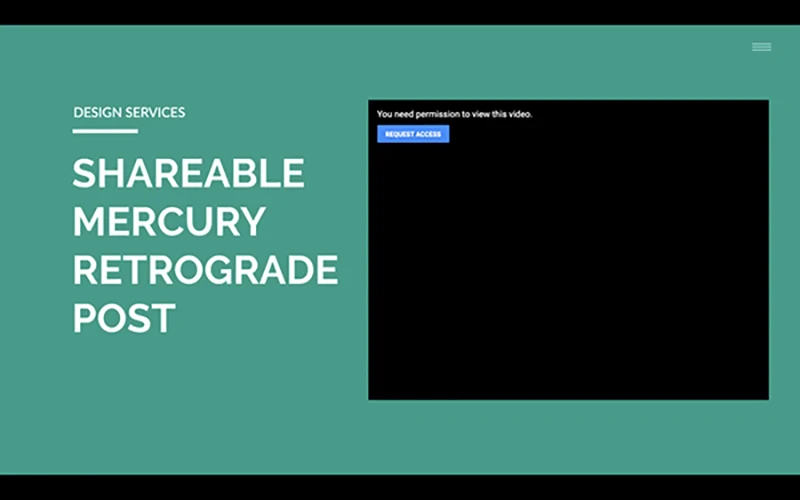 DESIGN SERVICES
SHAREABLE
MERCURY
RETROGRADE
POST
You need permission to view this video.
REQUEST ACCESS